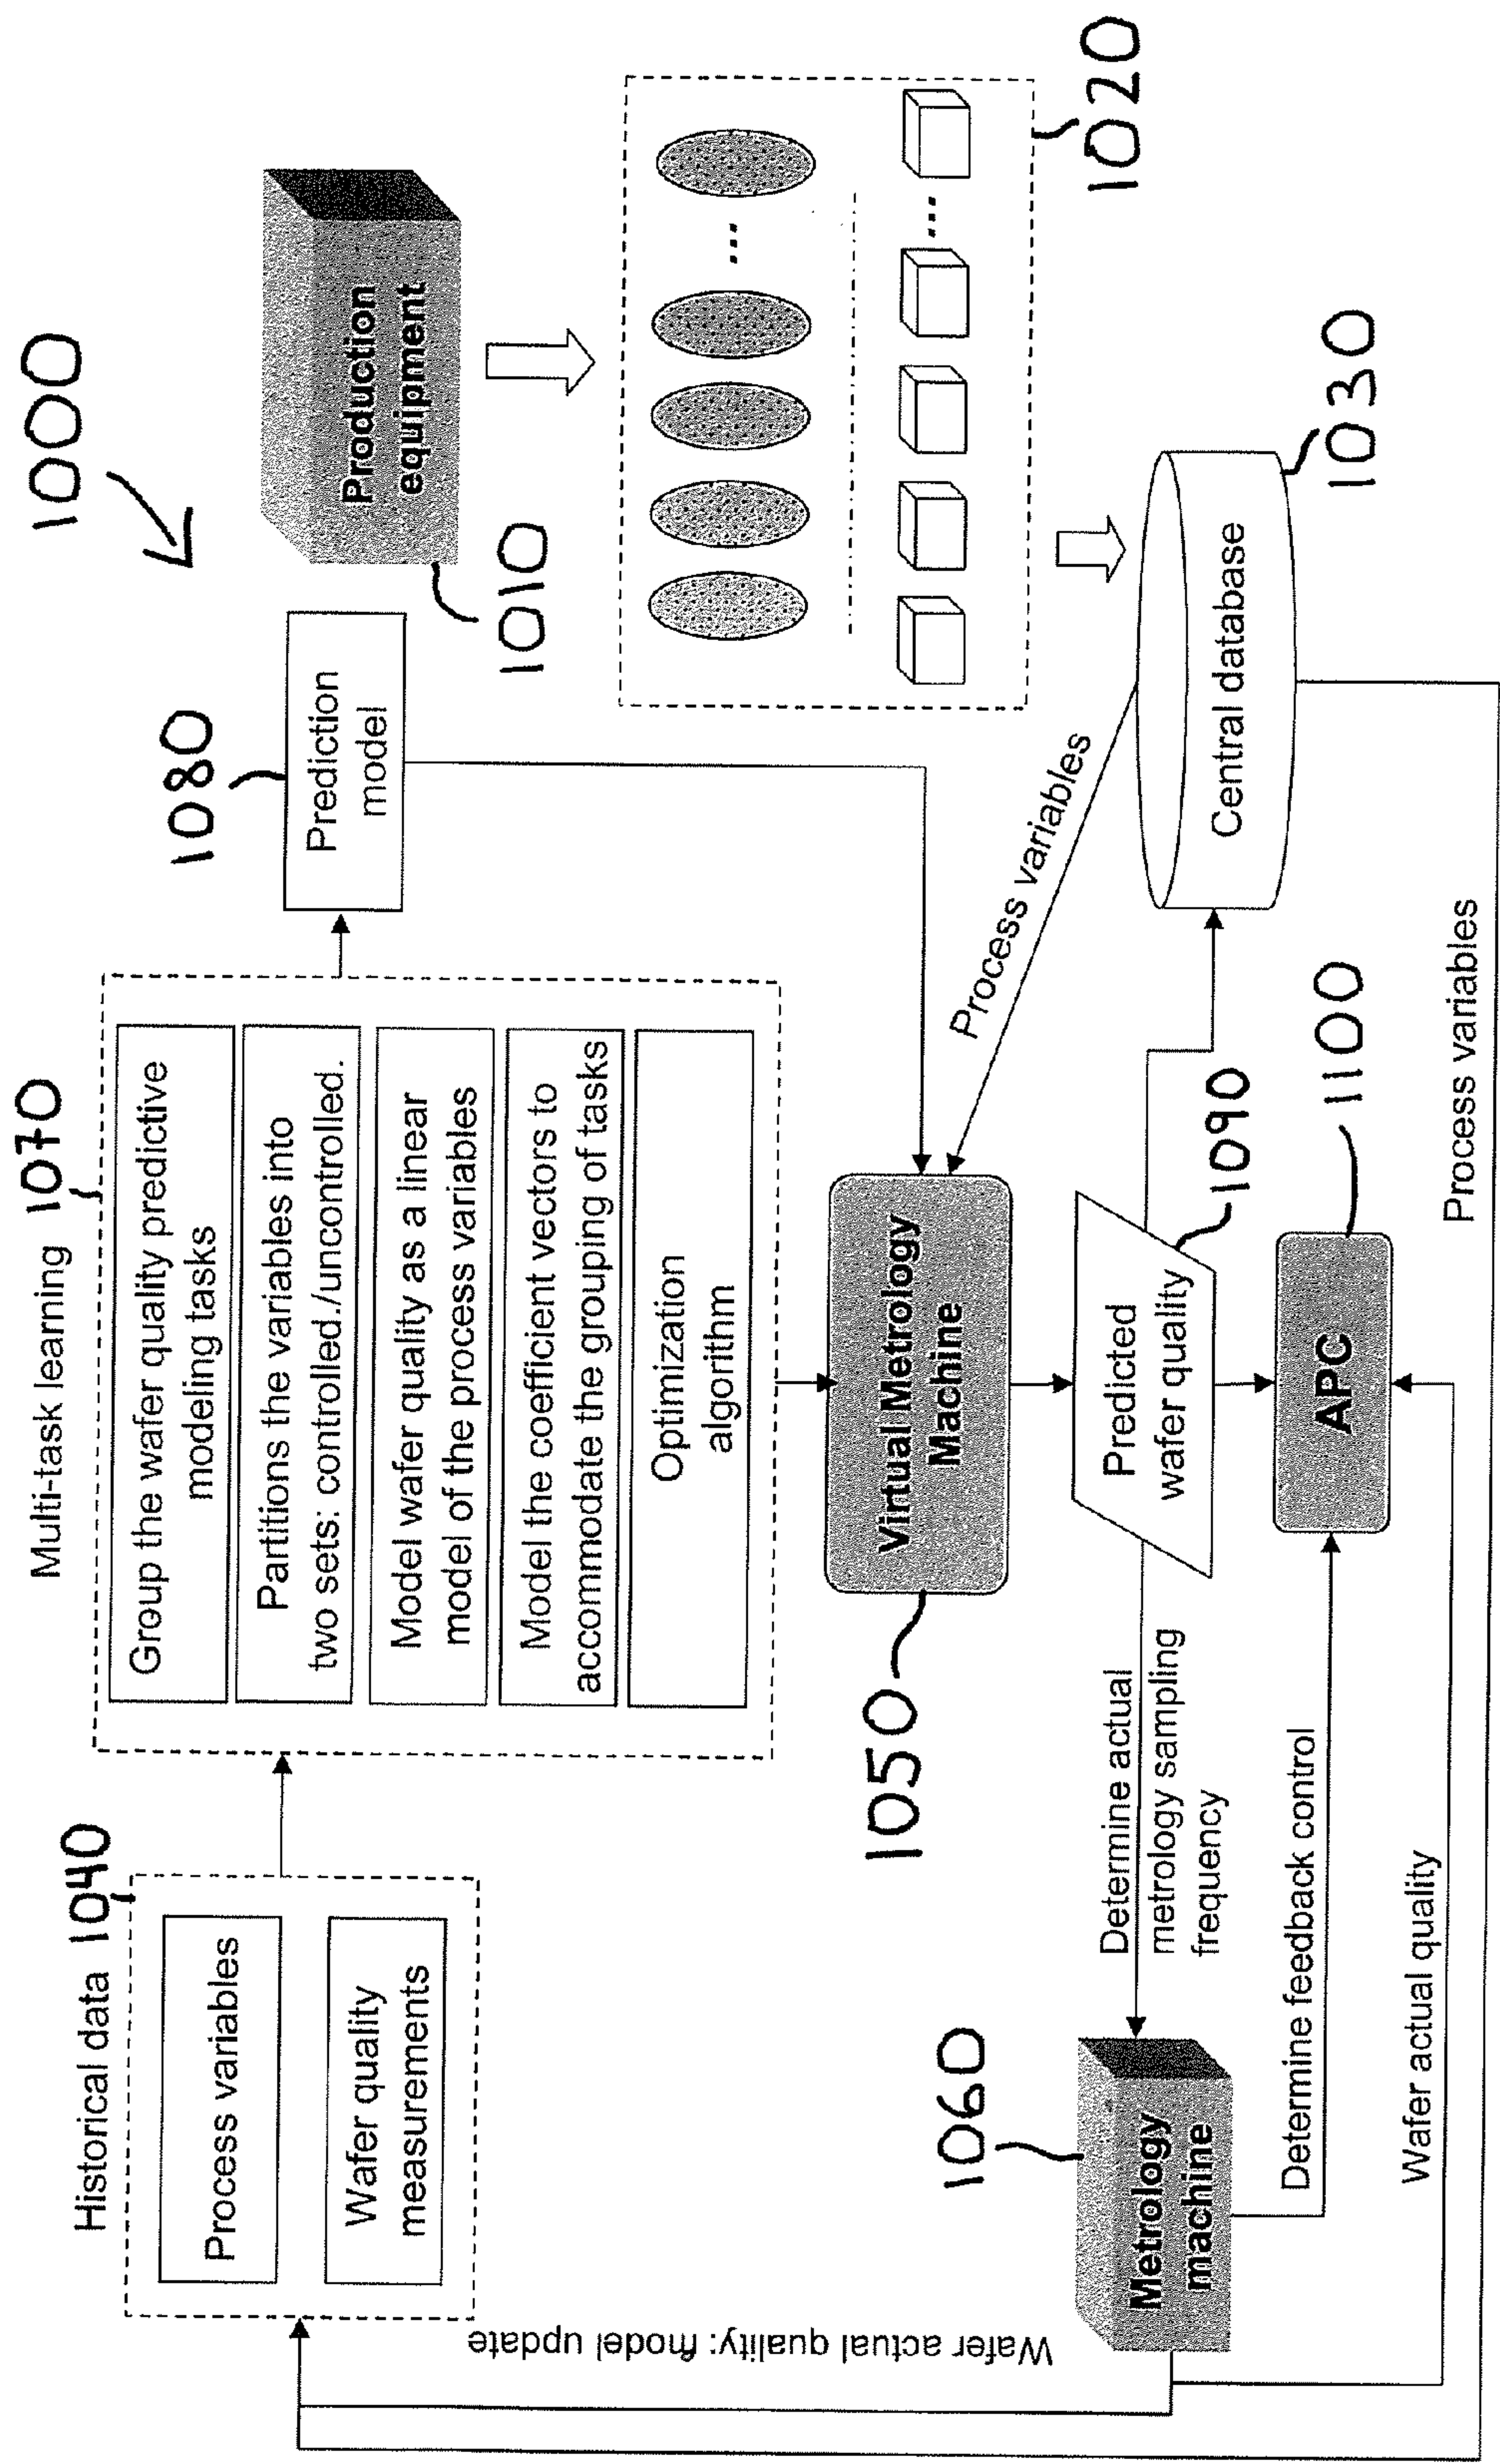 1000
Historical data 1040
Process variables
Wafer quality
measurements
Multi-task learning 1070
Group the wafer quality predictive
modeling tasks
Partitions the variables into
two sets: controlled./uncontrolled.
Model wafer quality as a linear
model of the process variables
Model the coefficient vectors to
accommodate the grouping of tasks
Optimization
algorithm
1080
Prediction
model
Production
equipment
1010
...
...
1020
Wafer actual quality: model update
1050
Virtual Metrology
Machine
Process variables
1060
Metrology
machine
Determine actual
metrology sampling
frequency
Predicted
wafer quality
1090
Central database
1030
Determine feedback control
APC
1100
Wafer actual quality
Process variables